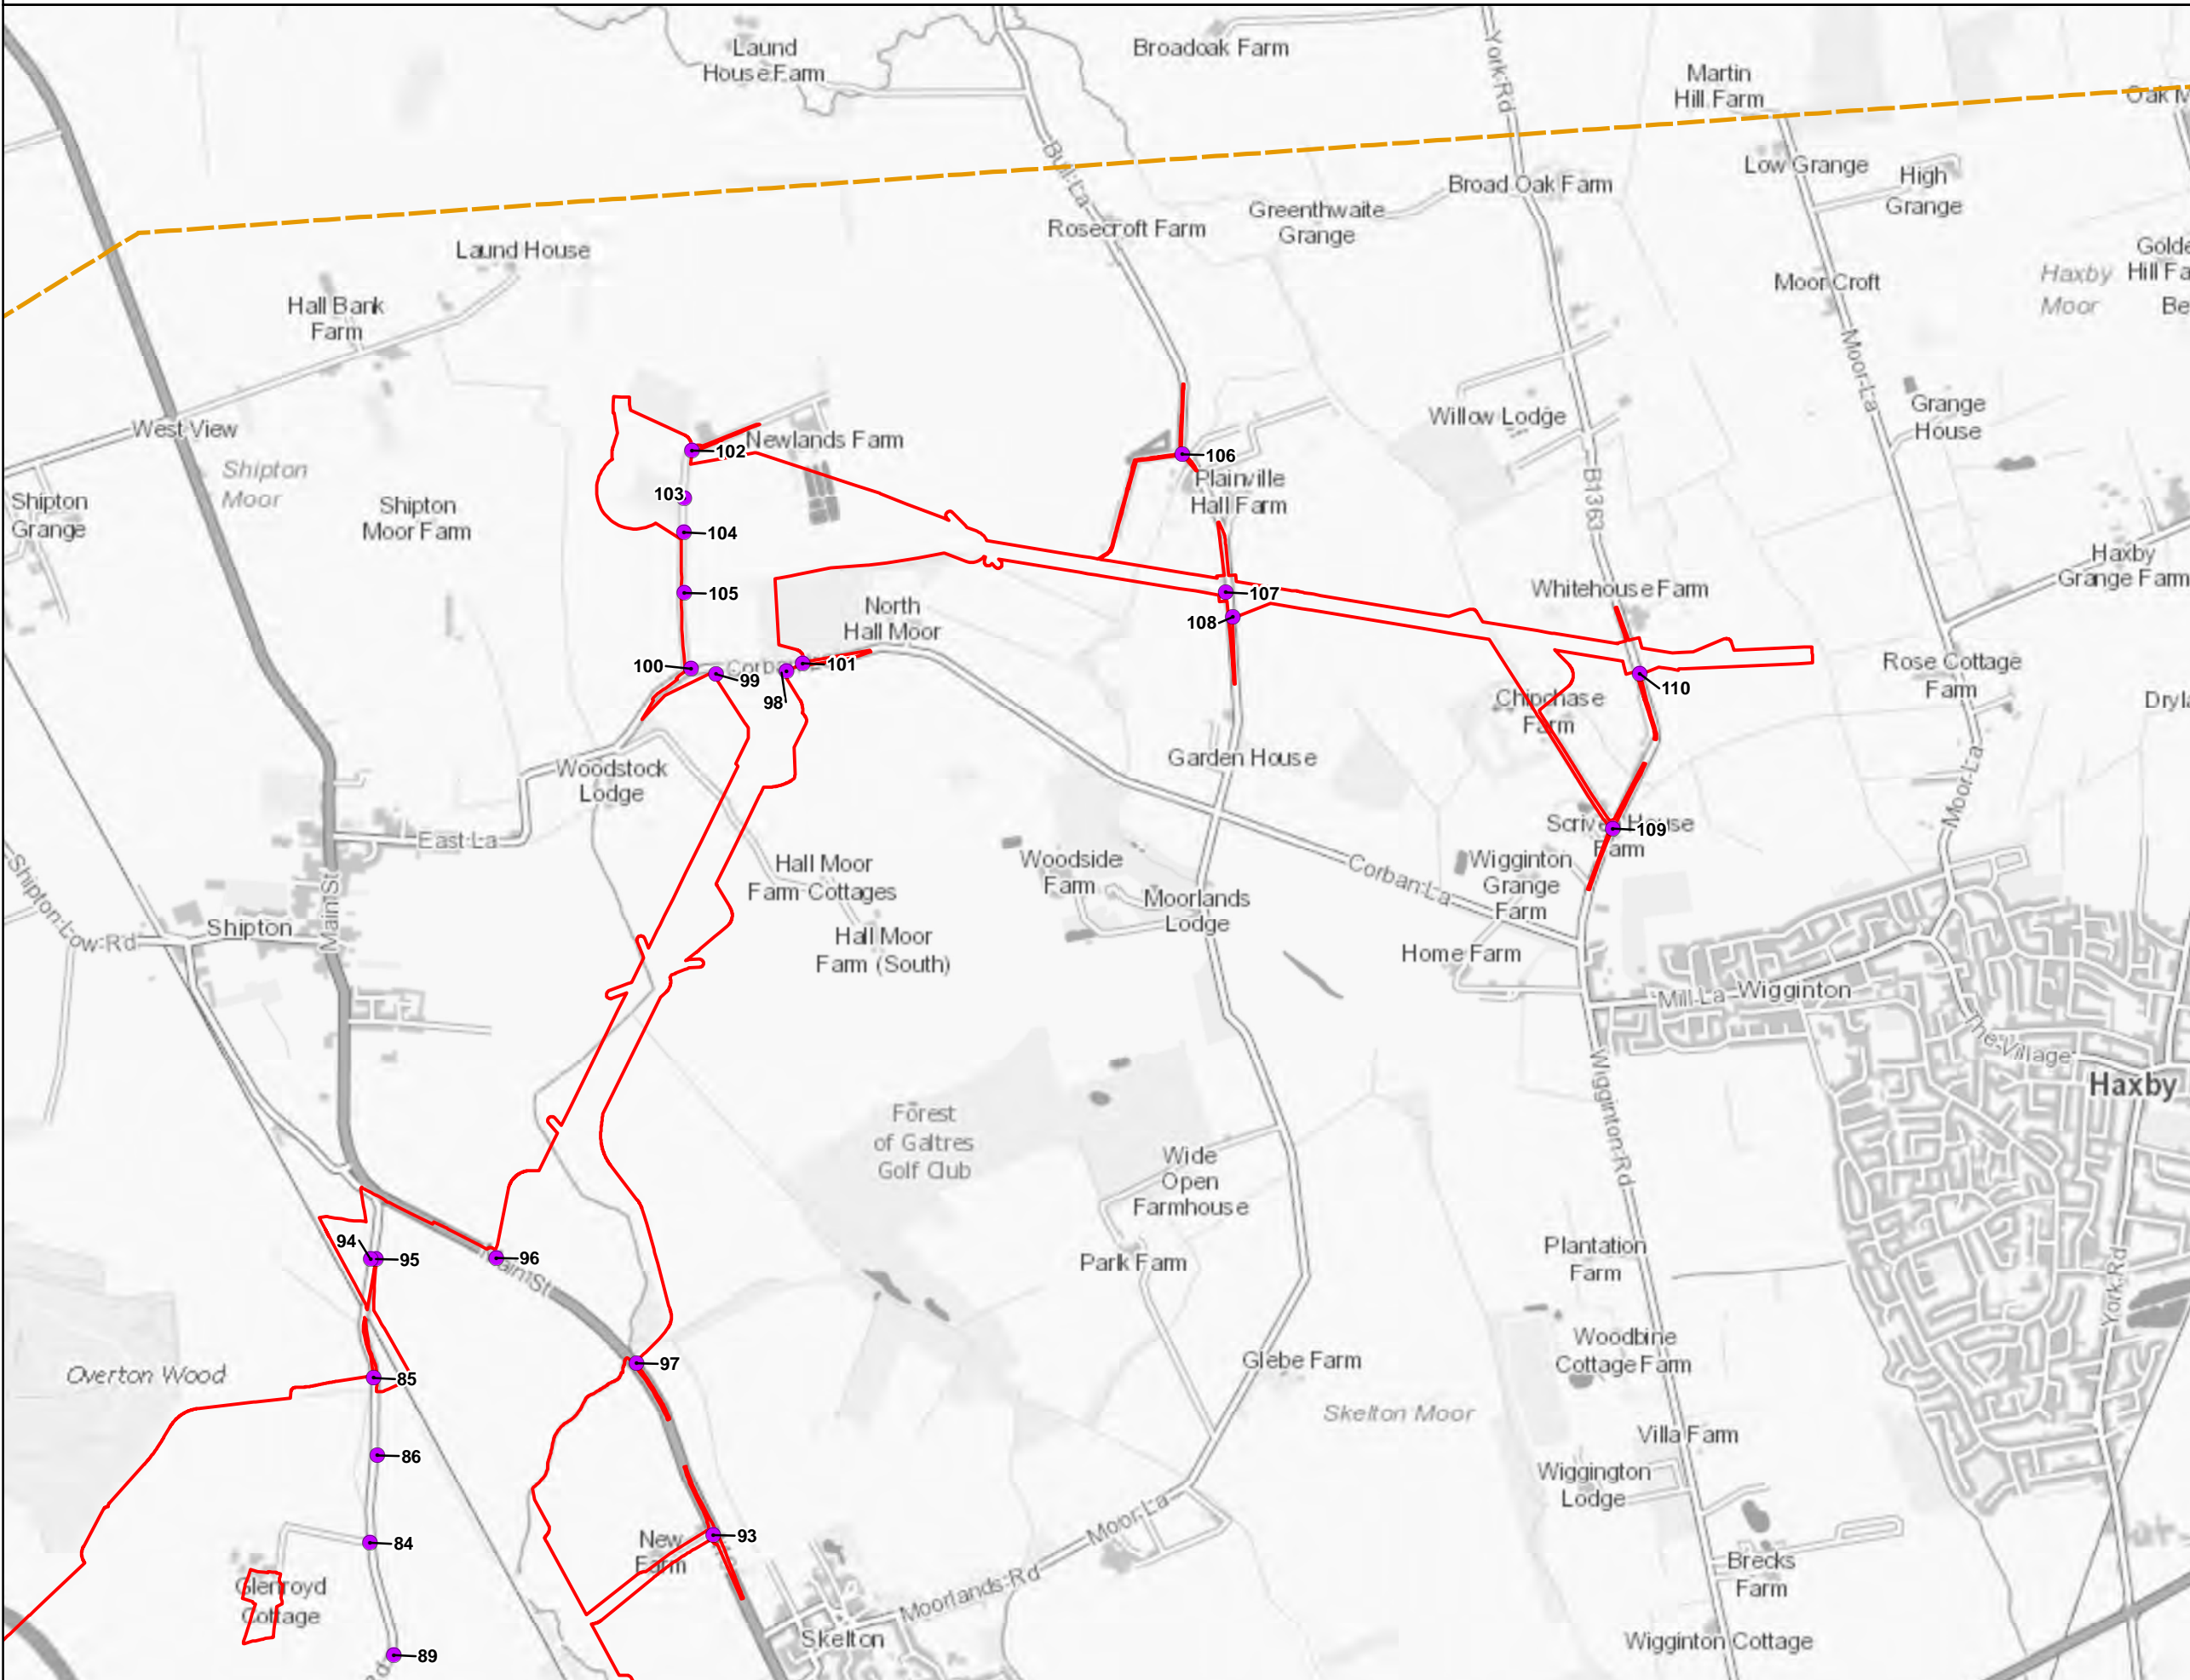 Laund
House Farm
Broadoak Farm
York Rd
Martin
Hill Farm
Bull La
Low Grange
High
Grange
Broad Oak Farm
Greenthwaite
Grange
Rosecroft Farm
Laund House
Hall Bank
Farm
Moor Croft
Haxby
Moor
West View
Shipton
Moor
Shipton
Grange
Shipton
Moor Farm
Newlands Farm
102
103
104
105
106
Plainville
Hall Farm
Willow Lodge
B1363
Moor La
Grange
House
Haxby
Grange Farm
Whitehouse Farm
North
Hall Moor
107
108
100
99
98
101
110
Chipchase
Farm
Rose Cottage
Farm
Woodstock
Lodge
Garden House
Moor La
East La
Main St
Hall Moor
Farm Cottages
Woodside
Farm
Moorlands
Lodge
Corban La
Wigginton
Grange
Farm
109
Shipton Low Rd
Shipton
Hall Moor
Farm (South)
Home Farm
Mill La
Wigginton
The Village
Haxby
Wigginton Rd
Forest
of Galtres
Golf Club
Wide
Open
Farmhouse
Park Farm
Plantation
Farm
York Rd
94
95
96
97
85
86
84
89
93
Overton Wood
Glebe Farm
Woodbine
Cottage Farm
Skelton Moor
Villa Farm
Wiggington
Lodge
Moor La
Moorlands Rd
New
Farm
Brecks
Farm
Glenroyd
Cottage
Skelton
Wigginton Cottage